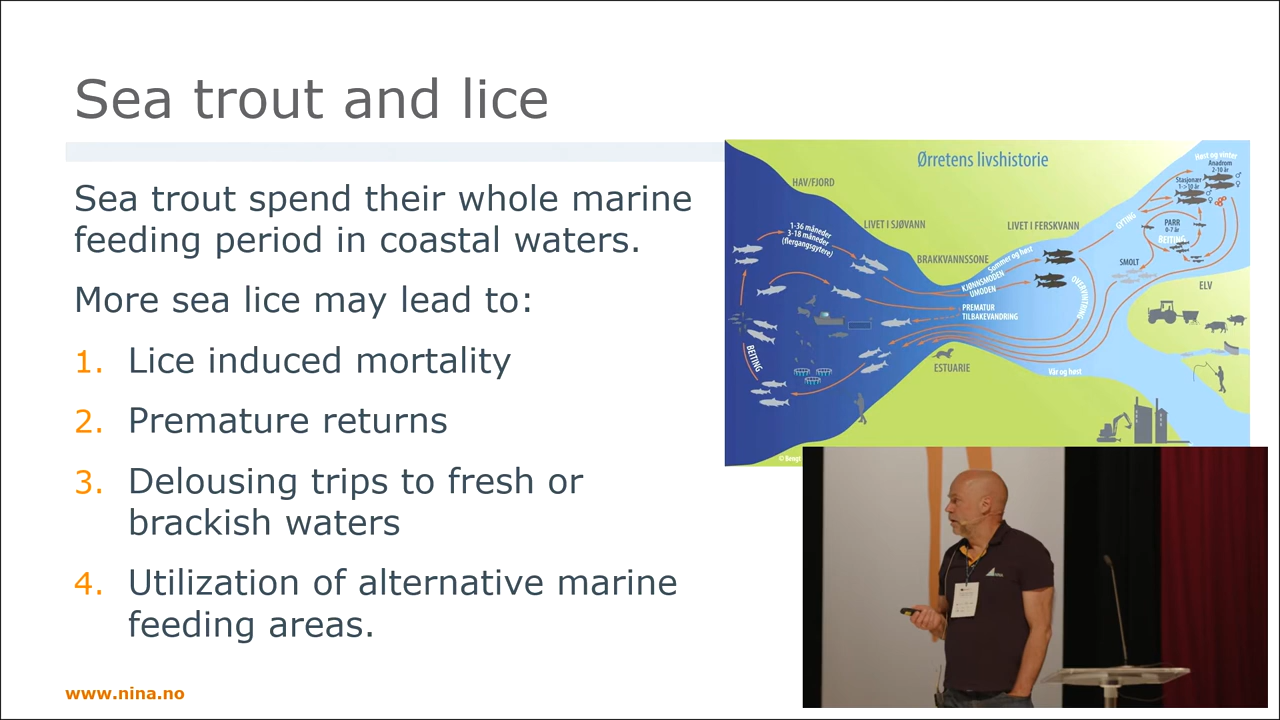 Sea trout and lice
Sea trout spend their whole marine
feeding period in coastal waters.
More sea lice may lead to:
1. Lice induced mortality
2. Premature returns
3. Delousing trips to fresh or
brackish waters
4. Utilization of alternative marine
feeding areas.
www.nina.no
Ørretens livshistorie
HAV/FJORD
LIVET I SJØVANN
LIVET I FERSKVANN
BRAKKVANNSSONE
1-36 måneder
3-18 måneder
(flergangsgytere)
Sommer og høst
KJØNNSMODEN
UMODEN
PREMATUR
TILBAKEVANDRING
OVERVINTRING
GYTING
Høst og vinter
Anadrom
2-10 år
Stasjonær
1->10 år
PARR
0-7 år
BEITING
SMOLT
ELV
BEITING
ESTUARIE
Vår og høst
© Bengt